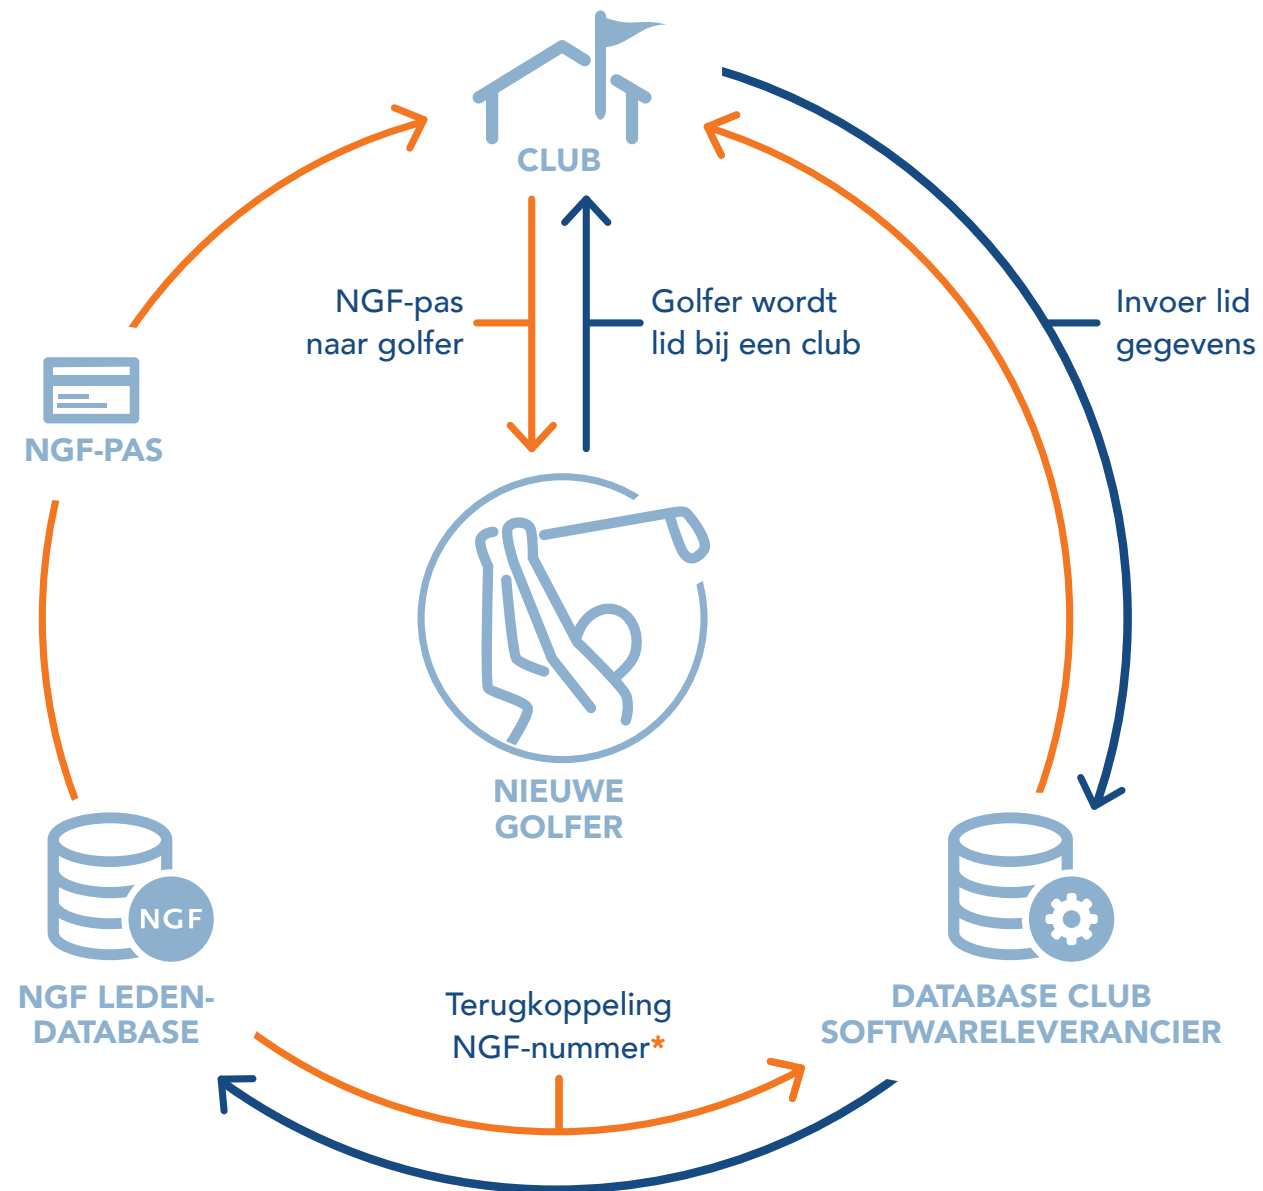 CLUB
NGF-pas
naar golfer
Golfer wordt
lid bij een club
Invoer lid
gegevens
NGF-PAS
NIEUWE
GOLFER
NGF
NGF LEDEN-
DATABASE
Terugkoppeling
NGF-nummer*
DATABASE CLUB
SOFTWARELEVERANCIER